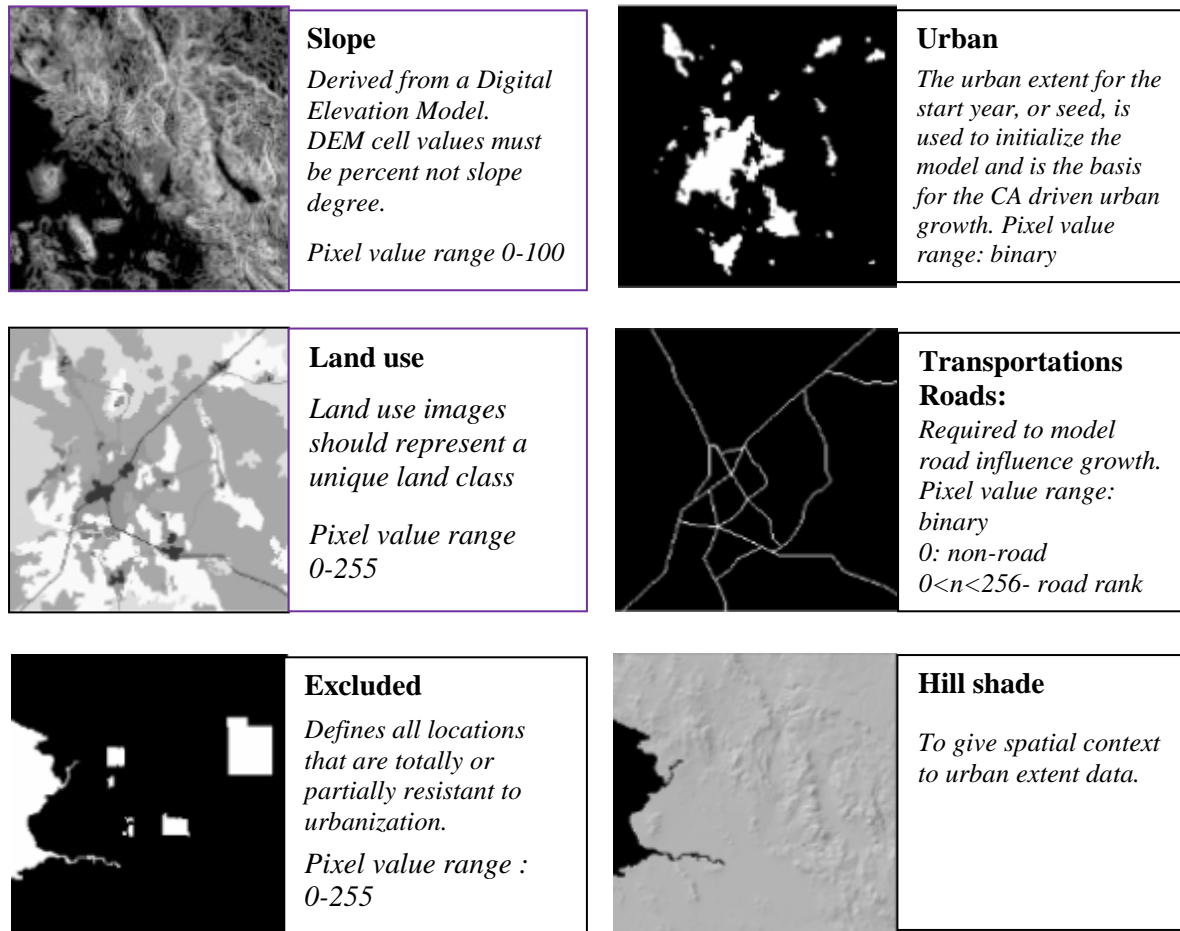 Slope
Derived from a Digital
Elevation Model.
DEM cell values must
be percent not slope
degree.
Pixel value range 0-100
Urban
The urban extent for the
start year, or seed, is
used to initialize the
model and is the basis
for the CA driven urban
growth. Pixel value
range: binary
Land use
Land use images
should represent a
unique land class
Pixel value range
0-255
Transportations
Roads:
Required to model
road influence growth.
Pixel value range:
binary
0: non-road
0<n<256- road rank
Excluded
Defines all locations
that are totally or
partially resistant to
urbanization.
Pixel value range :
0-255
Hill shade
To give spatial context
to urban extent data.